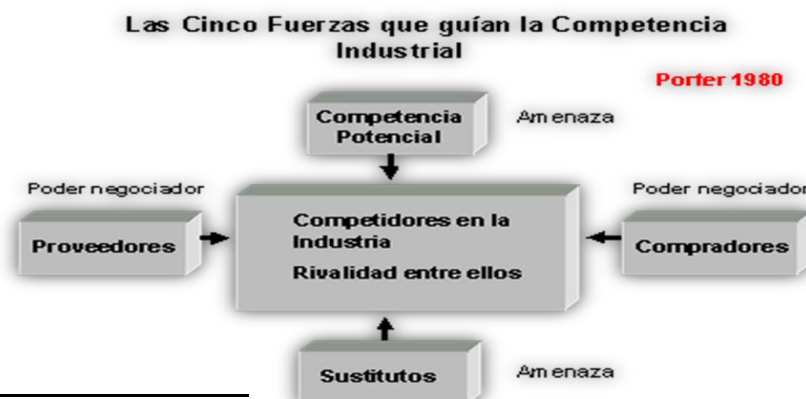 Las Cinco Fuerzas que guían la Competencia
Industrial
Porter 1980
Competencia
Potencial
Amenaza
Poder negociador
Poder negociador
Proveedores
Competidores en la
Industria
Rivalidad entre ellos
Compradores
Sustitutos
Amenaza